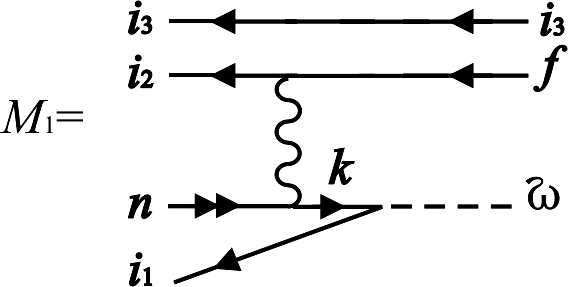 i₃ i₃
i₂ f
M₁=
k
n ῶ
i₁